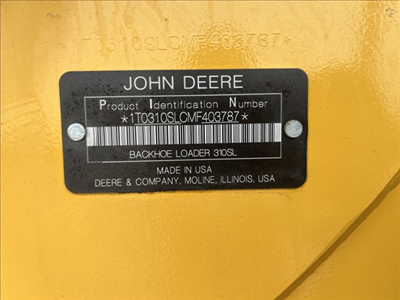 *1T0310SLCMF403787*
JOHN DEERE
Product Identification Number
*1T0310SLCMF403787*
BACKHOE LOADER 310SL
MADE IN USA
DEERE & COMPANY, MOLINE, ILLINOIS, USA